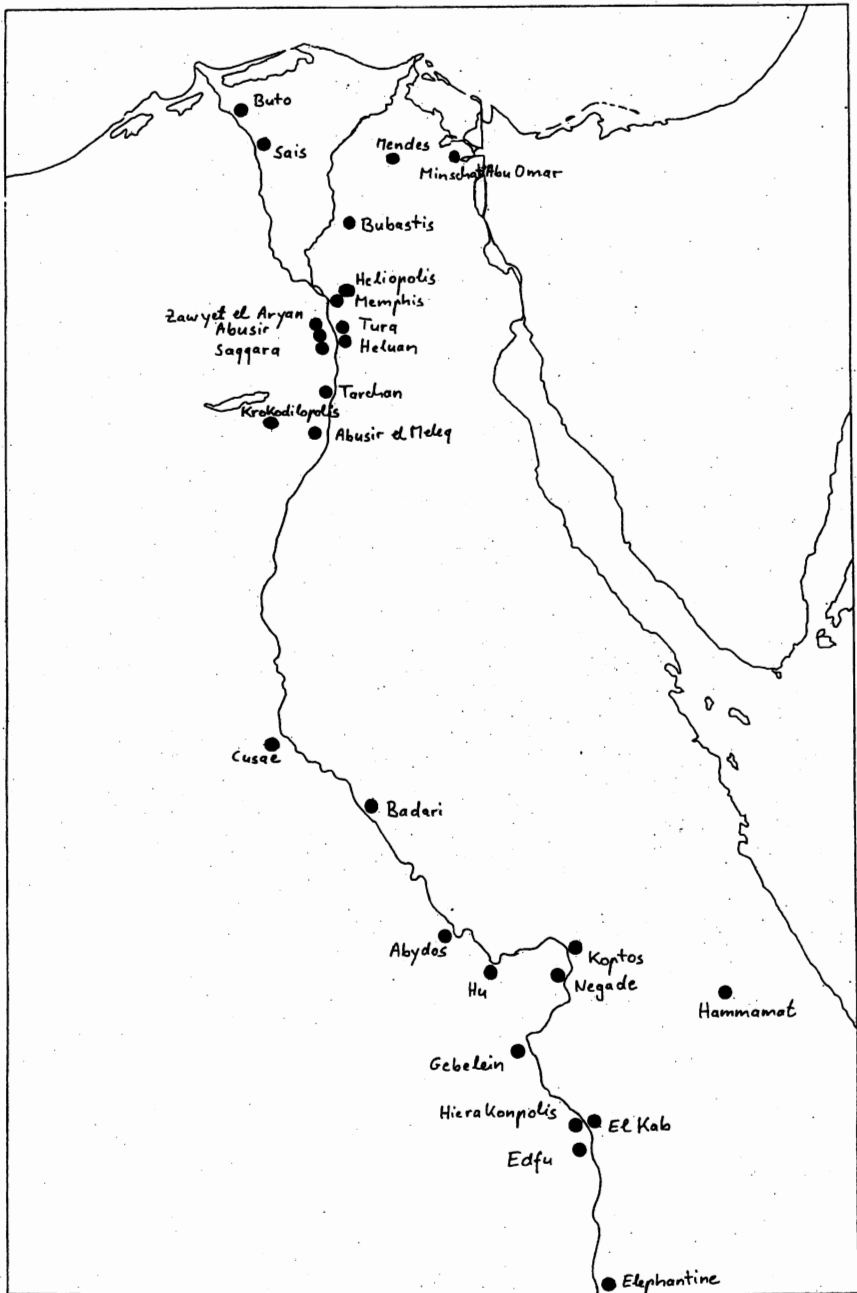 Buto
Sais
Mendes
Minschat Abu Omar
Bubastis
Heliopolis
Memphis
Zawyet el Aryan
Tura
Abusir
Heluan
Saqqara
Tarchan
Krokodilopolis
Abusir el Meleq
Cusae
Badari
Abydos
Koptos
Hu
Negade
Hammamat
Gebelein
Hierakonpolis
El Kab
Edfu
Elephantine